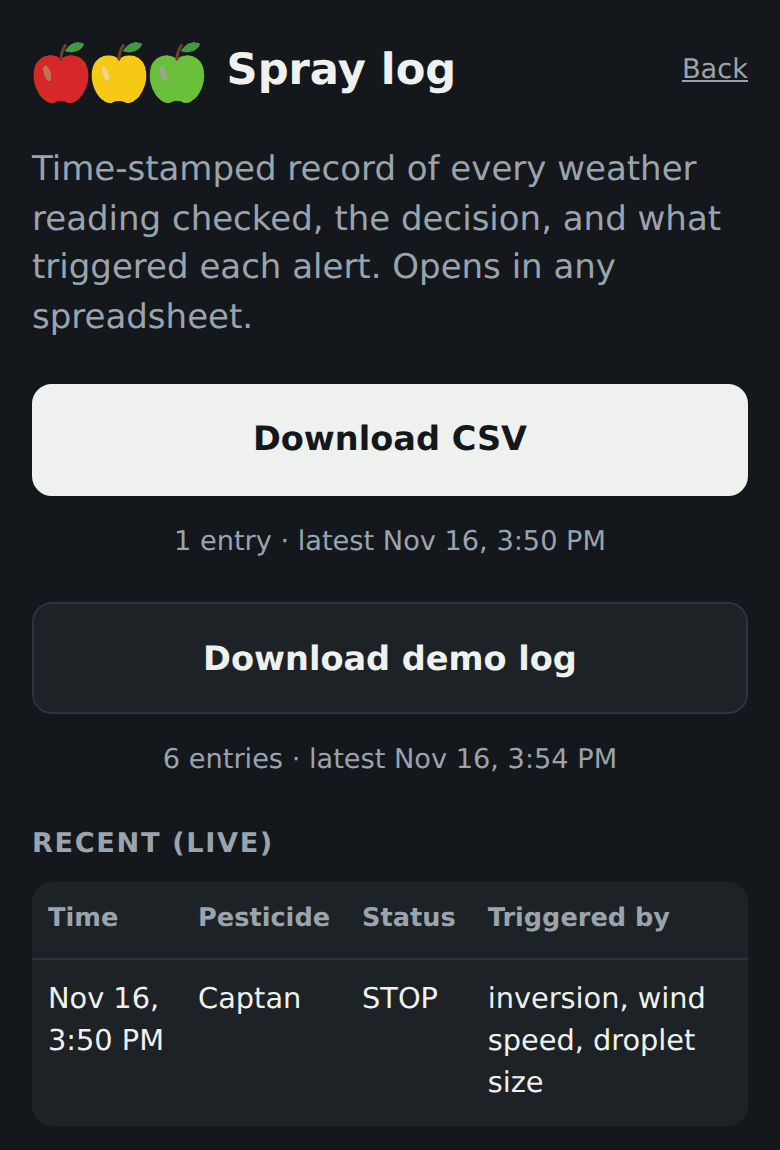 Spray log
Back
Time-stamped record of every weather
reading checked, the decision, and what
triggered each alert. Opens in any
spreadsheet.
Download CSV
1 entry · latest Nov 16, 3:50 PM
Download demo log
6 entries · latest Nov 16, 3:54 PM
RECENT (LIVE)
Time Pesticide Status Triggered by
Nov 16, Captan STOP inversion, wind
3:50 PM speed, droplet
size